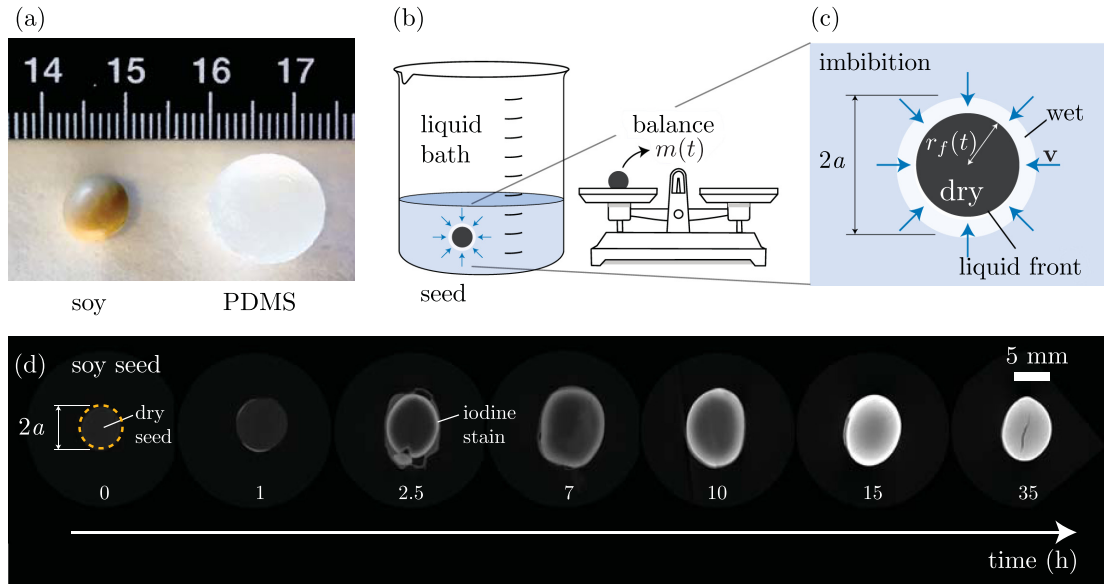 (a)
14 15 16 17
soy PDMS
(b)
liquid
bath
balance
m(t)
seed
(c)
imbibition
wet
r_f(t)
2a
v
dry
liquid front
(d) soy seed
5 mm
2a
dry
seed
iodine
stain
0 1 2.5 7 10 15 35
time (h)